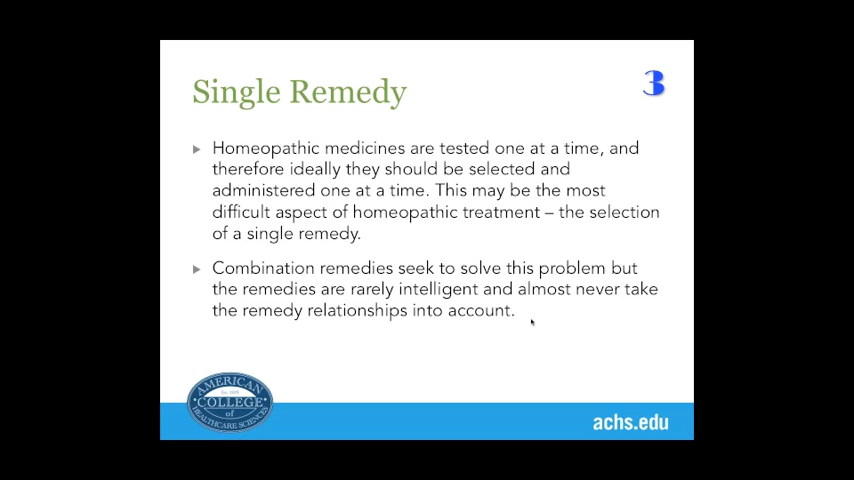 Single Remedy
3
Homeopathic medicines are tested one at a time, and
therefore ideally they should be selected and
administered one at a time. This may be the most
difficult aspect of homeopathic treatment – the selection
of a single remedy.
Combination remedies seek to solve this problem but
the remedies are rarely intelligent and almost never take
the remedy relationships into account.
AMERICAN
COLLEGE
of
HEALTHCARE SCIENCES
achs.edu